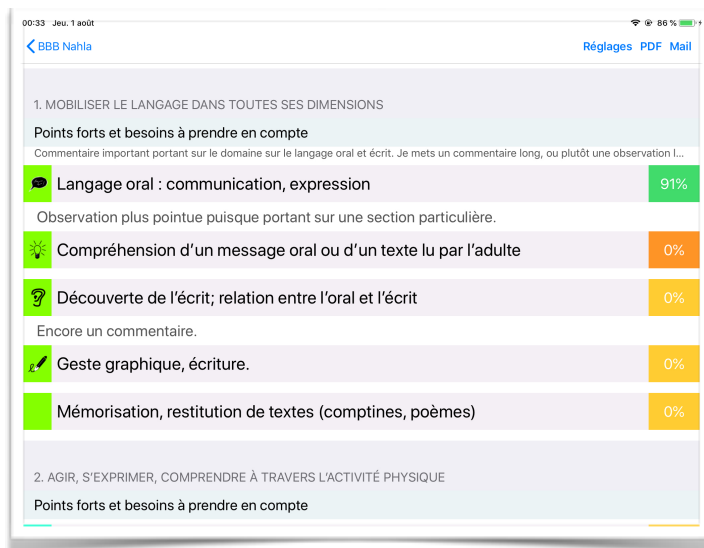 00:33 Jeu. 1 août
86 %
BBB Nahla
Réglages PDF Mail
1. MOBILISER LE LANGAGE DANS TOUTES SES DIMENSIONS
Points forts et besoins à prendre en compte
Commentaire important portant sur le domaine sur le langage oral et écrit. Je mets un commentaire long, ou plutôt une observation l...
Langage oral : communication, expression 91%
Observation plus pointue puisque portant sur une section particulière.
Compréhension d’un message oral ou d’un texte lu par l’adulte 0%
Découverte de l’écrit; relation entre l’oral et l’écrit 0%
Encore un commentaire.
Geste graphique, écriture. 0%
Mémorisation, restitution de textes (comptines, poèmes) 0%
2. AGIR, S’EXPRIMER, COMPRENDRE À TRAVERS L’ACTIVITÉ PHYSIQUE
Points forts et besoins à prendre en compte